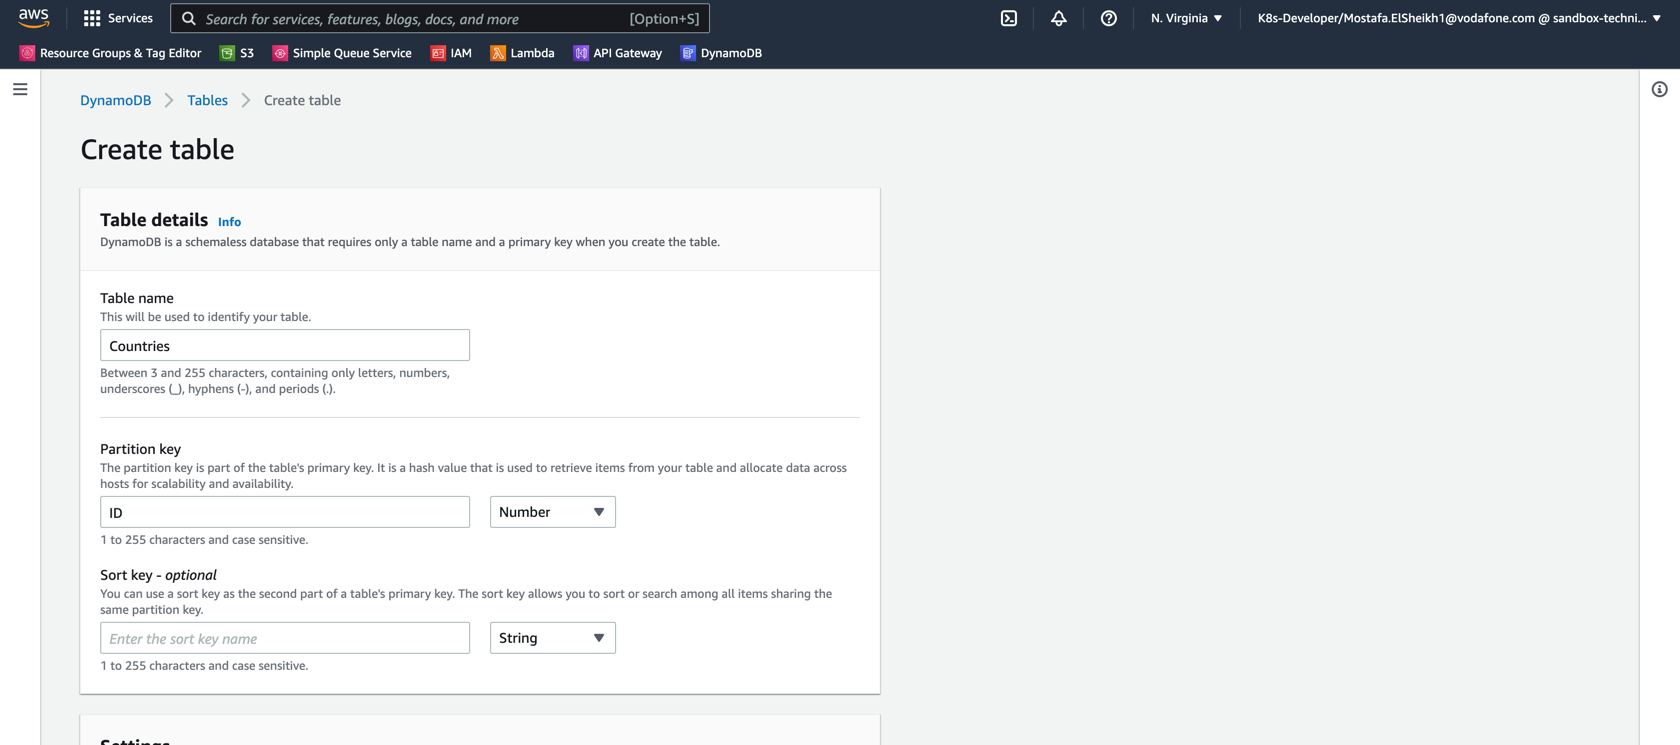 aws
Services
Search for services, features, blogs, docs, and more [Option+S]
N. Virginia ▼
K8s-Developer/Mostafa.ElSheikh1@vodafone.com @ sandbox-techni... ▼
Resource Groups & Tag Editor
S3
Simple Queue Service
IAM
Lambda
API Gateway
DynamoDB
DynamoDB > Tables > Create table
Create table
Table details Info
DynamoDB is a schemaless database that requires only a table name and a primary key when you create the table.
Table name
This will be used to identify your table.
Countries
Between 3 and 255 characters, containing only letters, numbers,
underscores (_), hyphens (-), and periods (.).
Partition key
The partition key is part of the table's primary key. It is a hash value that is used to retrieve items from your table and allocate data across
hosts for scalability and availability.
ID
Number
1 to 255 characters and case sensitive.
Sort key - optional
You can use a sort key as the second part of a table's primary key. The sort key allows you to sort or search among all items sharing the
same partition key.
Enter the sort key name
String
1 to 255 characters and case sensitive.
Settings